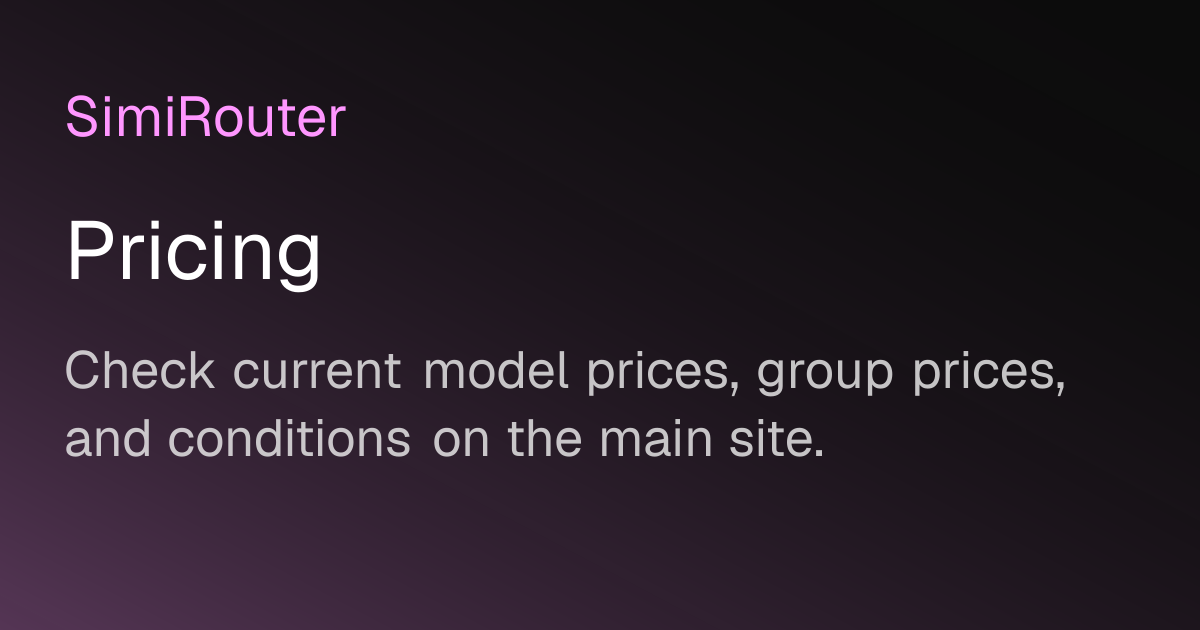 SimiRouter
Pricing
Check current model prices, group prices,
and conditions on the main site.